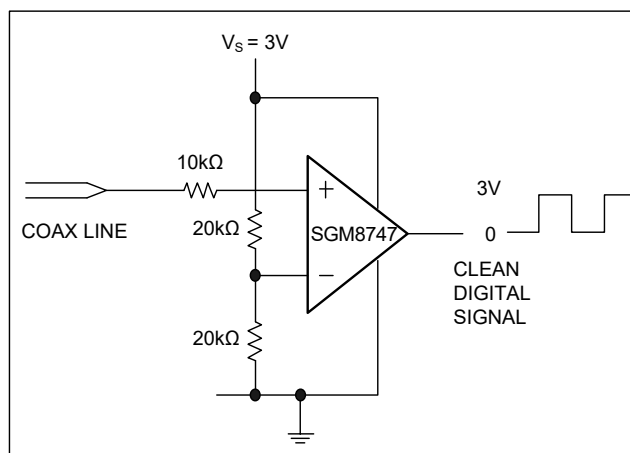 V_S = 3V
10kΩ
COAX LINE
20kΩ
20kΩ
+
−
SGM8747
3V
0
CLEAN
DIGITAL
SIGNAL